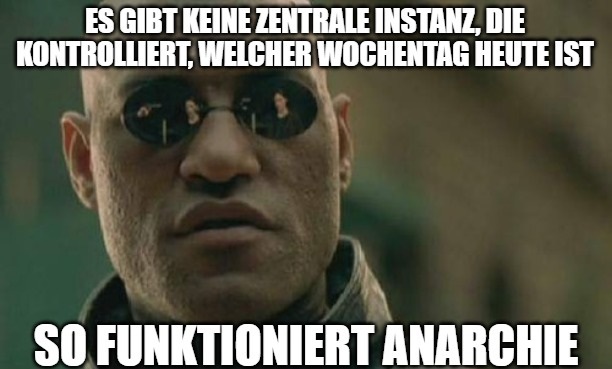 ES GIBT KEINE ZENTRALE INSTANZ, DIE
KONTROLLIERT, WELCHER WOCHENTAG HEUTE IST
SO FUNKTIONIERT ANARCHIE